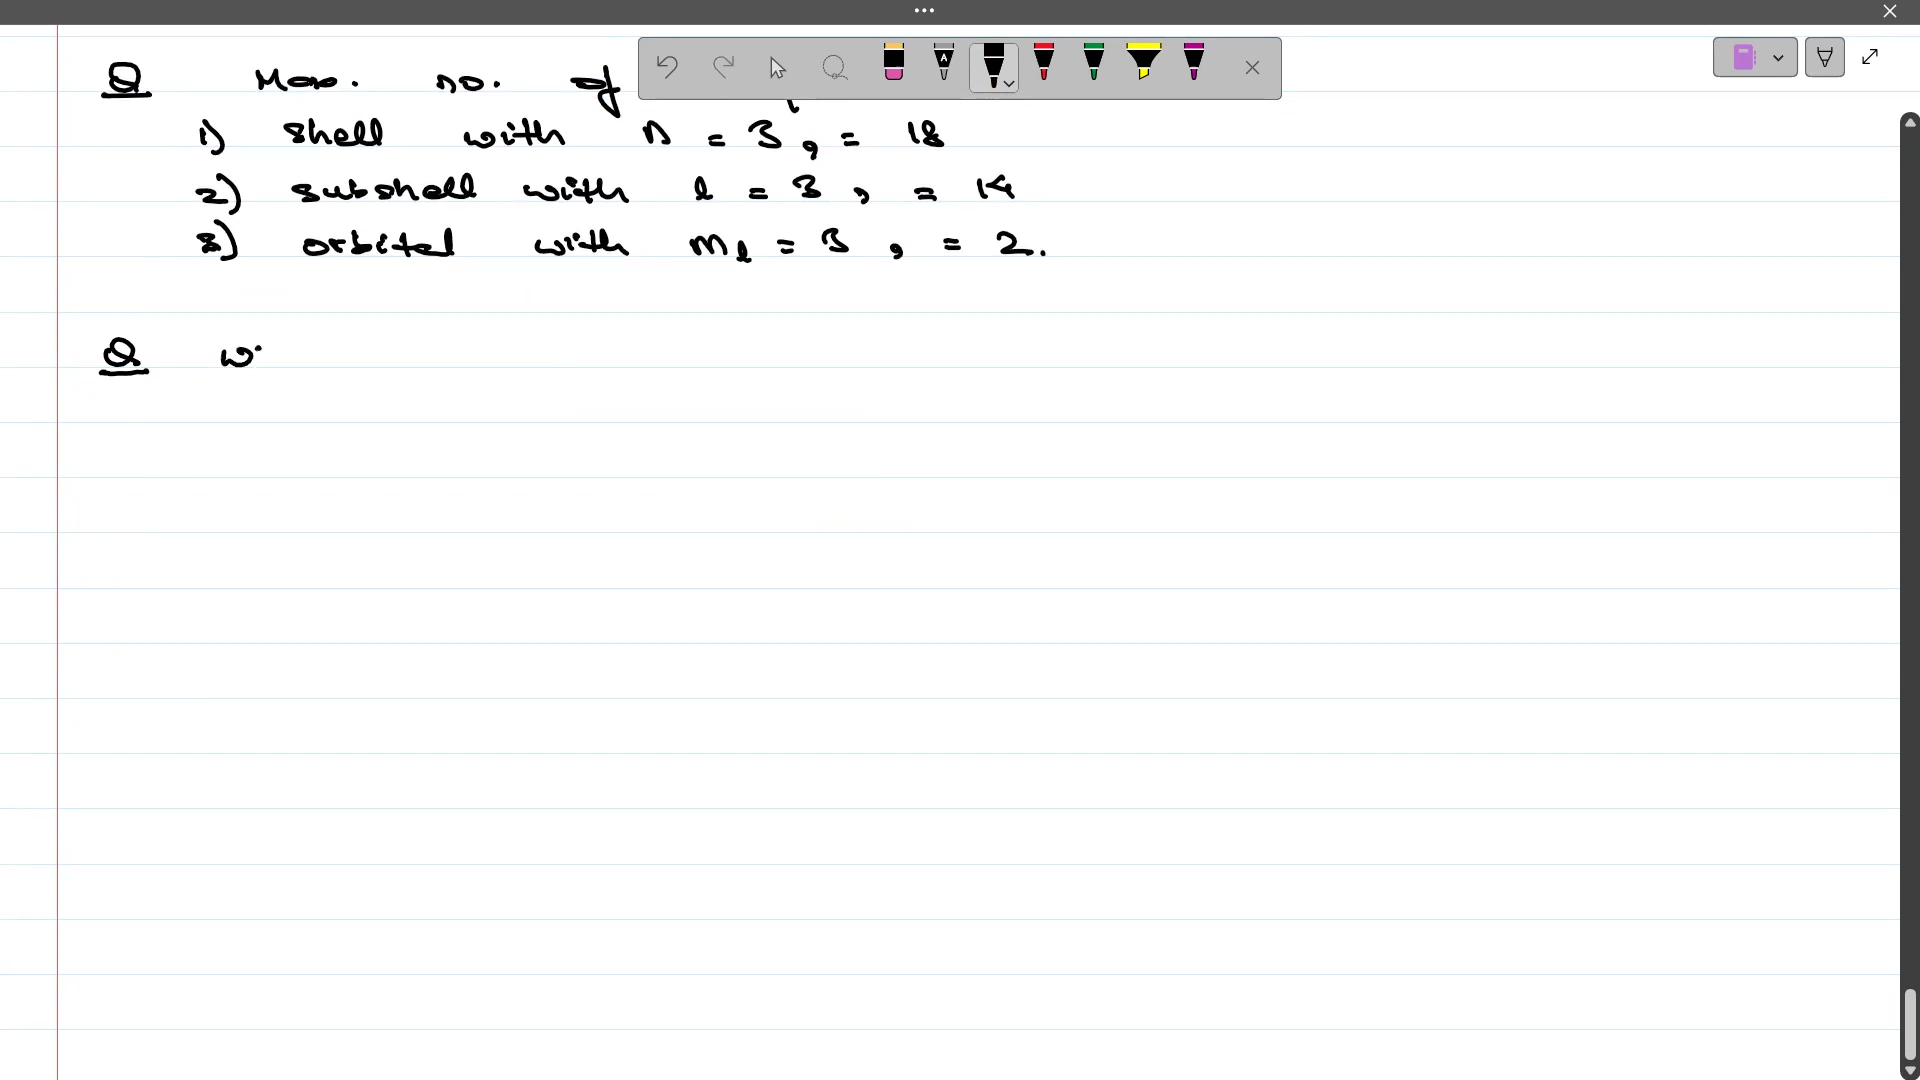 Q Max. no. of
1) shell with n = 3, = 18
2) subshell with l = 3, = 14
3) orbital with ml = 3, = 2.
Q w